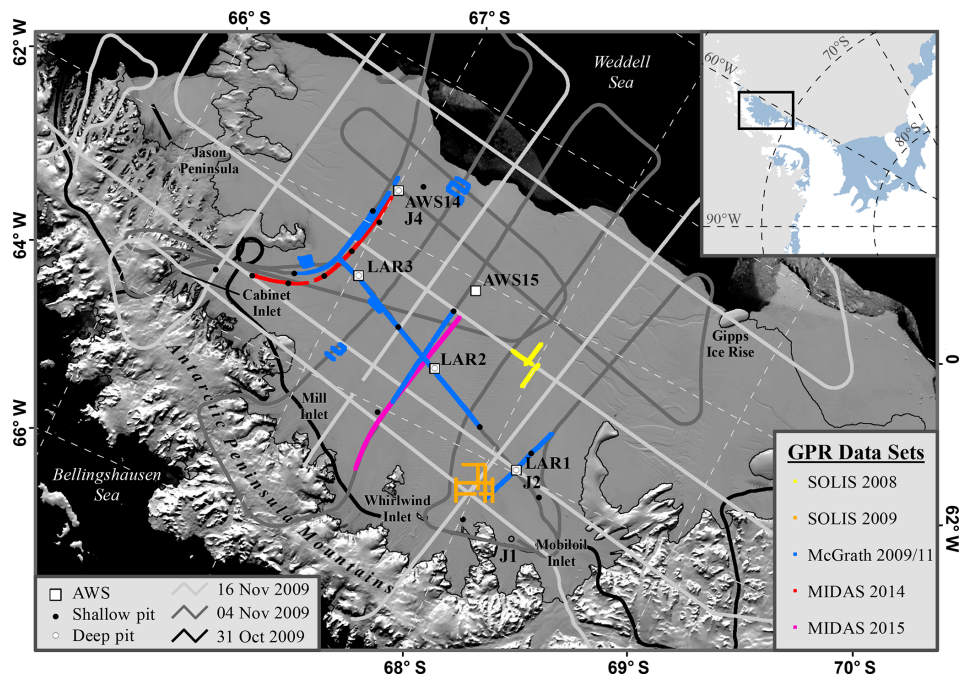 66° S
67° S
62° W
64° W
66° W
Weddell
Sea
60°W
70°S
80°S
90°W
Jason
Peninsula
AWS14
J4
LAR3
AWS15
Cabinet
Inlet
Gipps
Ice Rise
0
LAR2
Antarctic Peninsula
Mountains
Mill
Inlet
Bellingshausen
Sea
LAR1
J2
Whirlwind
Inlet
J1
Mobiloil
Inlet
62° W
GPR Data Sets
SOLIS 2008
SOLIS 2009
McGrath 2009/11
MIDAS 2014
MIDAS 2015
AWS
Shallow pit
Deep pit
16 Nov 2009
04 Nov 2009
31 Oct 2009
68° S
69° S
70° S